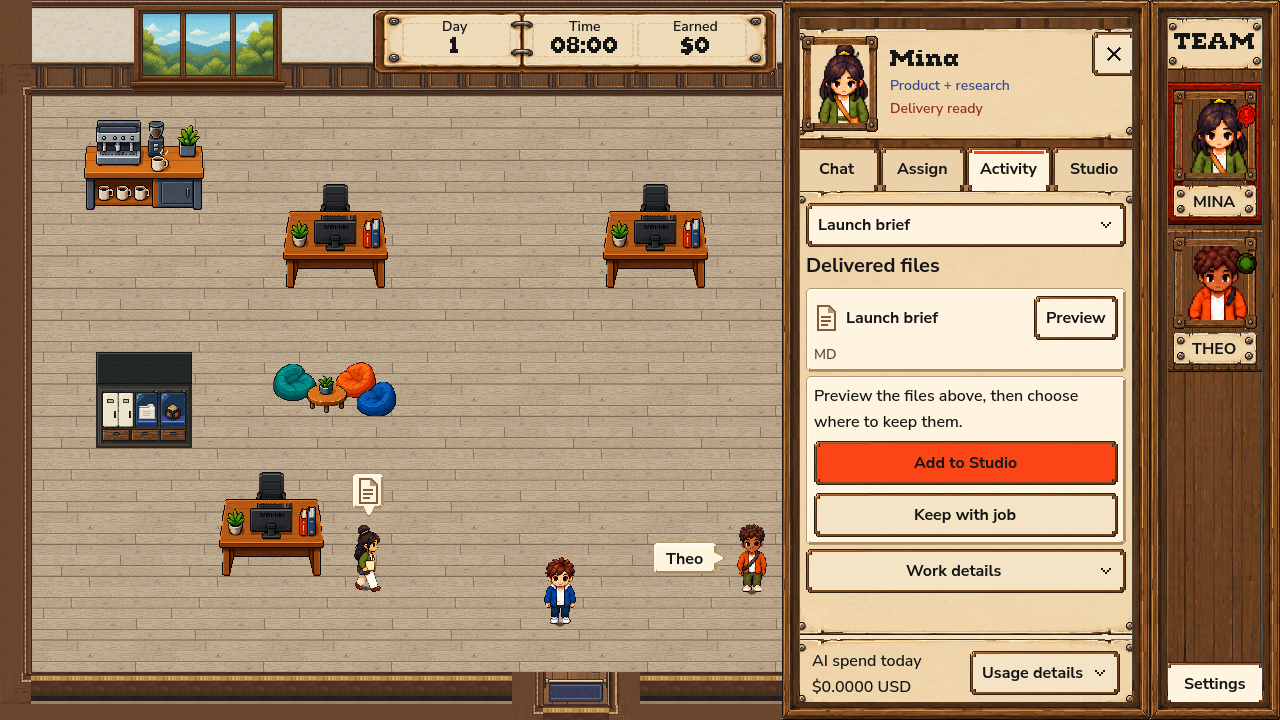 Day
1
Time
08:00
Earned
$0
Mina
Product + research
Delivery ready
Chat
Assign
Activity
Studio
Launch brief
Delivered files
Launch brief
Preview
MD
Preview the files above, then choose
where to keep them.
Add to Studio
Keep with job
Work details
AI spend today
$0.0000 USD
Usage details
TEAM
MINA
THEO
Settings
Theo